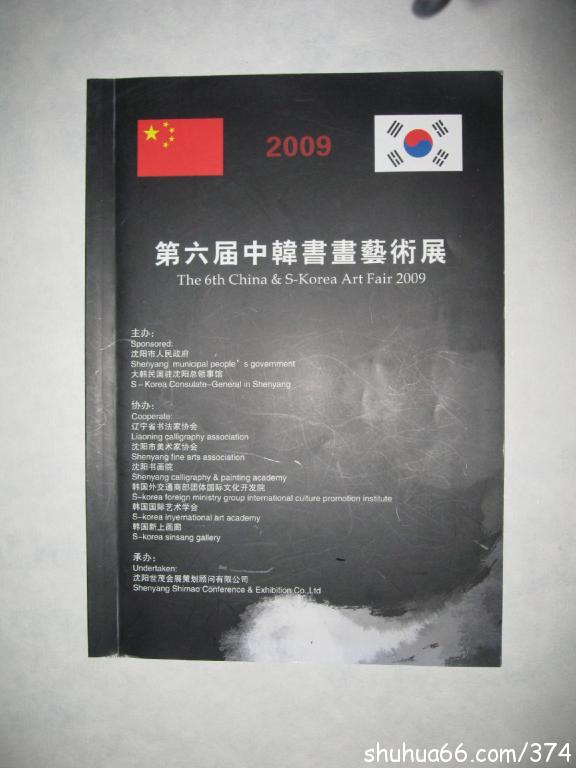 2009
第六届中韓書畫藝術展
The 6th China & S-Korea Art Fair 2009
主办:
Sponsored:
沈阳市人民政府
Shenyang municipal people's government
大韩民国驻沈阳总领事馆
S-Korea Consulate-General in Shenyang
协办:
Cooperate:
辽宁省书法家协会
Liaoning calligraphy association
沈阳市美术家协会
Shenyang fine arts association
沈阳书画院
Shenyang calligraphy & painting academy
韩国外交通商部团体国际文化开发院
S-korea foreign ministry group international culture promotion institute
韩国国际艺术学会
S-korea inyernational art academy
韩国新上画廊
S-korea sinsang gallery
承办:
Undertaken:
沈阳世茂会展策划顾问有限公司
Shenyang Shimao Conference & Exhibition Co.,Ltd
shuhua66.com/374